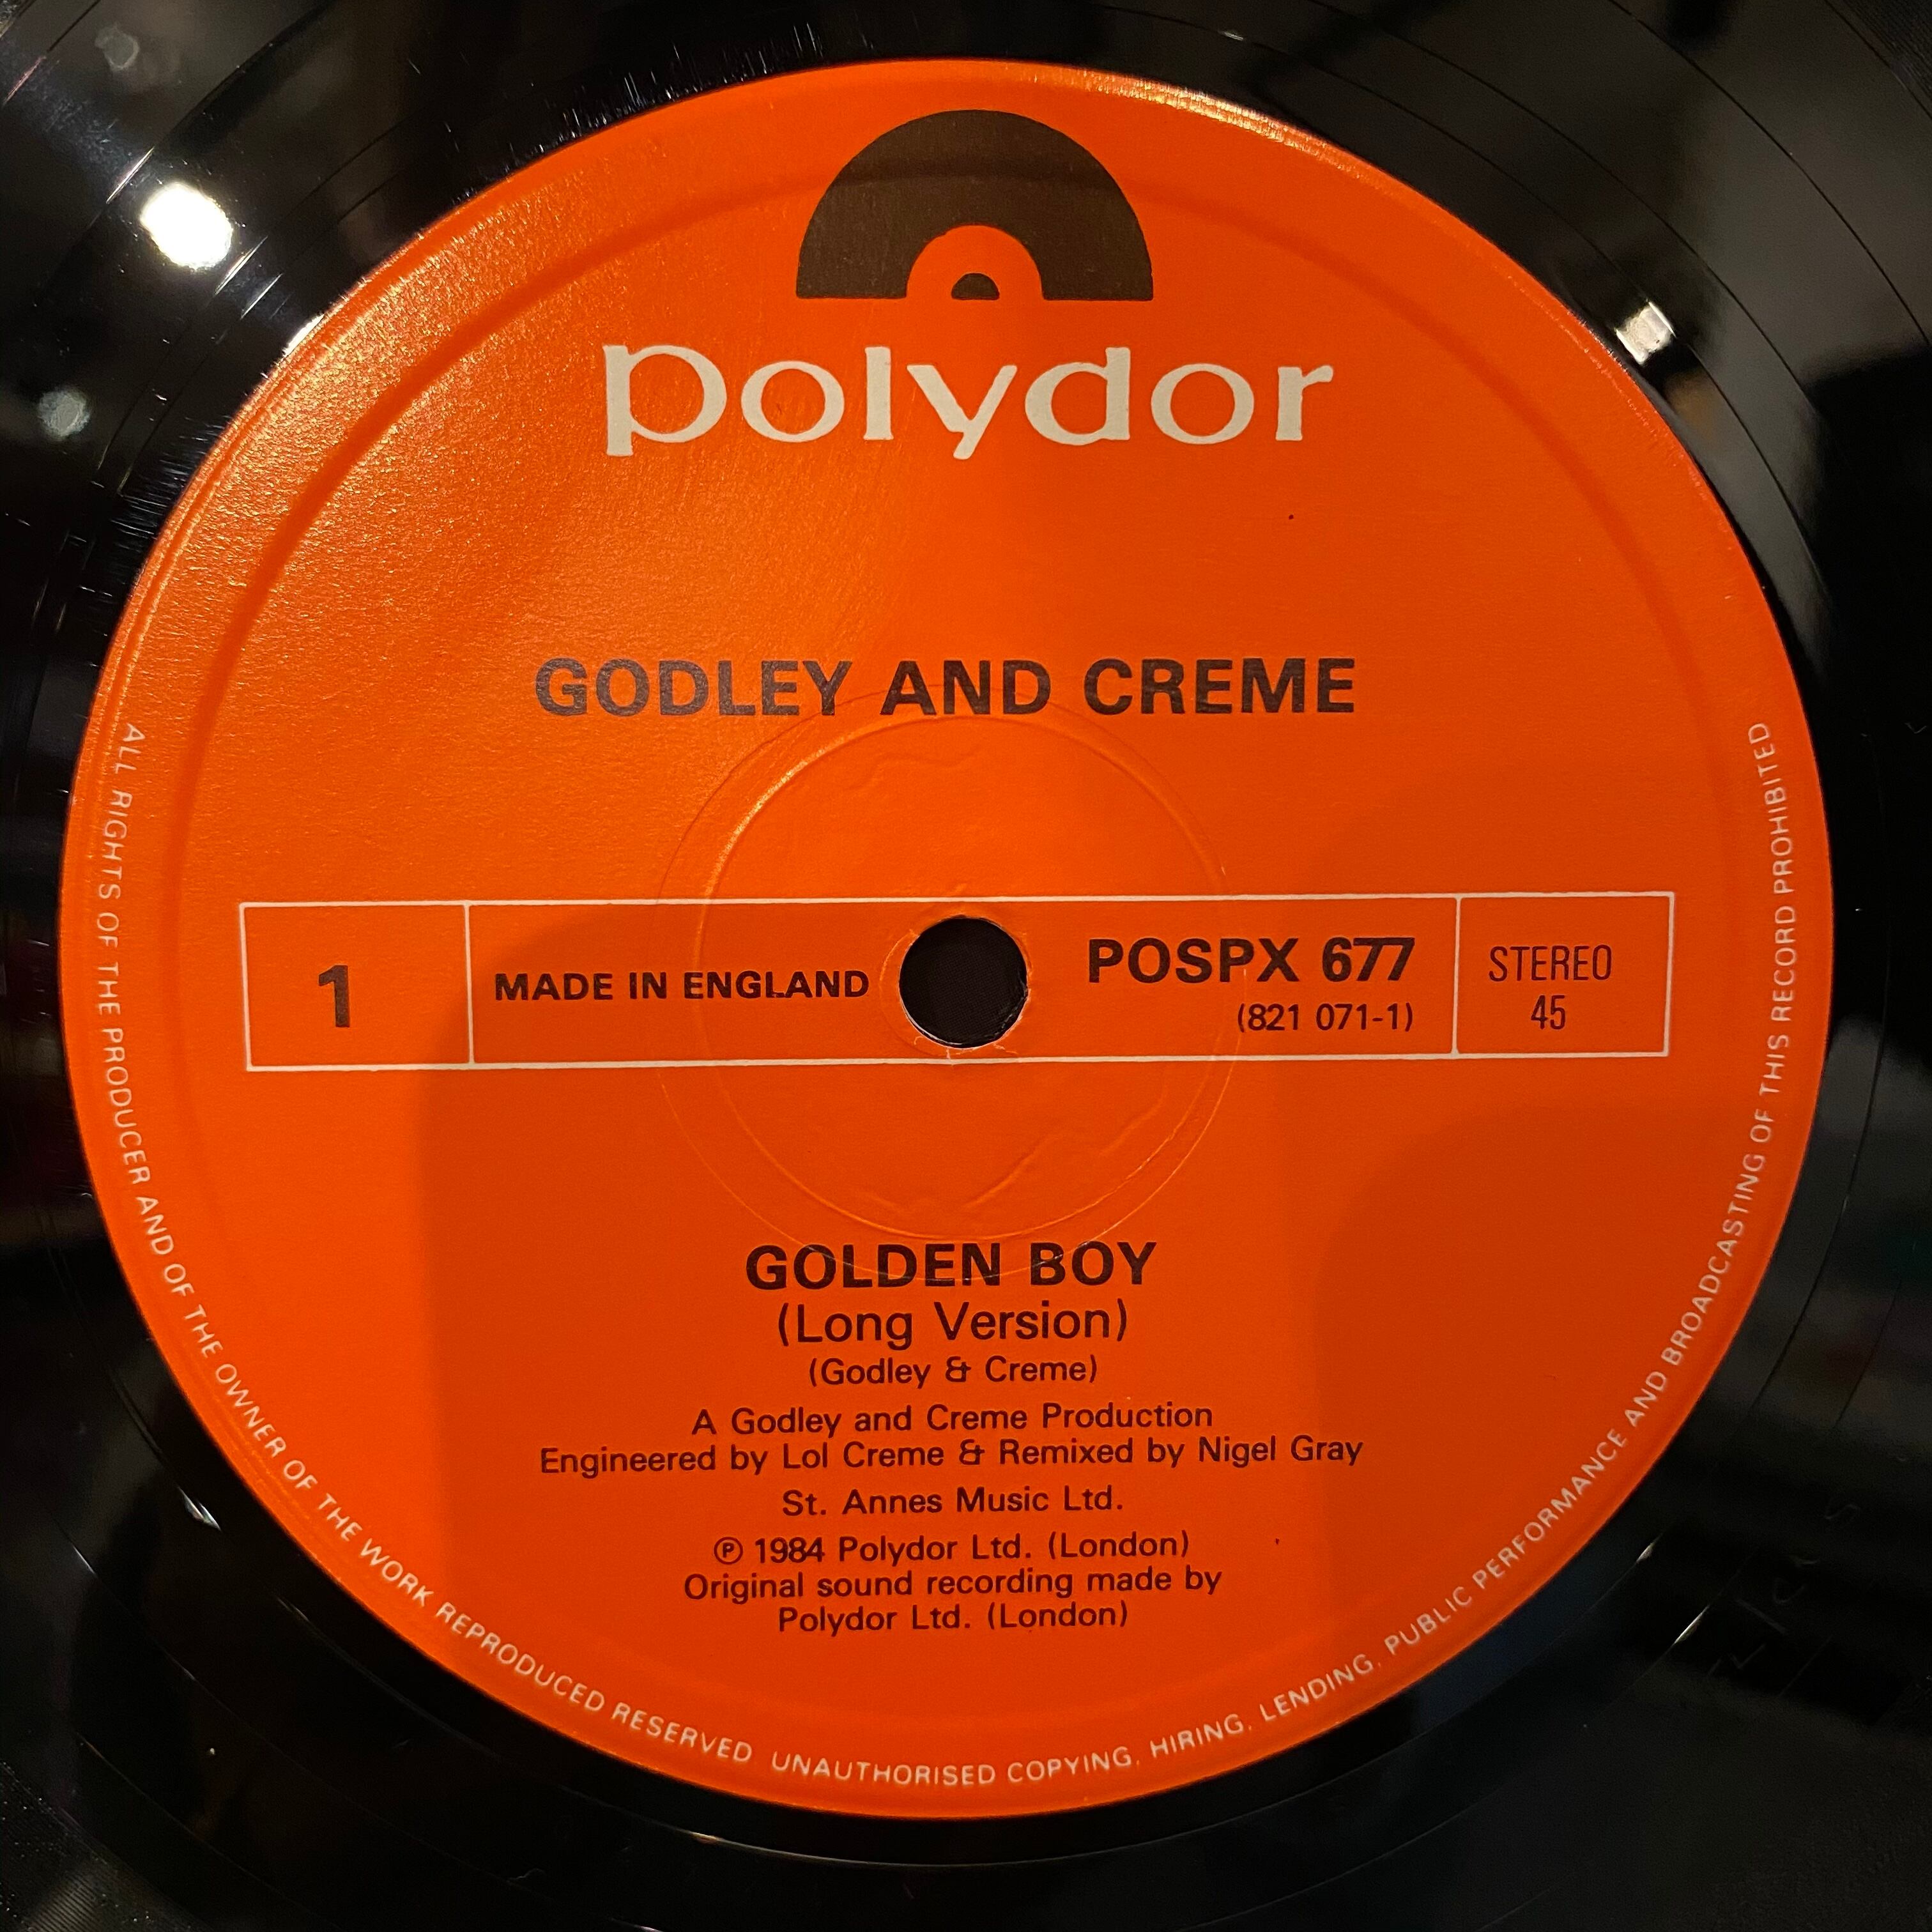 polydor
GODLEY AND CREME
1
MADE IN ENGLAND
POSPX 677
(821 071-1)
STEREO
45
GOLDEN BOY
(Long Version)
(Godley & Creme)
A Godley and Creme Production
Engineered by Lol Creme & Remixed by Nigel Gray
St. Annes Music Ltd.
℗ 1984 Polydor Ltd. (London)
Original sound recording made by
Polydor Ltd. (London)
ALL RIGHTS OF THE PRODUCER AND OF THE OWNER OF THE WORK REPRODUCED RESERVED UNAUTHORISED COPYING, HIRING, LENDING, PUBLIC PERFORMANCE AND BROADCASTING OF THIS RECORD PROHIBITED